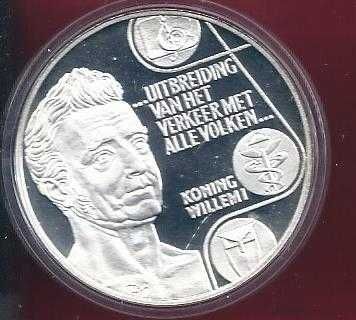 ...UITBREIDING
VAN HET
VERKEER MET
ALLE VOLKEN...
KONING
WILLEM I